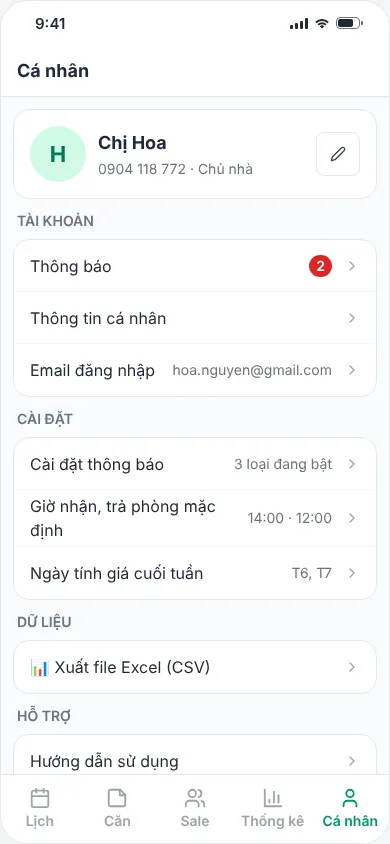 9:41
Cá nhân
H
Chị Hoa
0904 118 772 · Chủ nhà
TÀI KHOẢN
Thông báo 2
Thông tin cá nhân
Email đăng nhập hoa.nguyen@gmail.com
CÀI ĐẶT
Cài đặt thông báo 3 loại đang bật
Giờ nhận, trả phòng mặc
định
14:00 · 12:00
Ngày tính giá cuối tuần T6, T7
DỮ LIỆU
Xuất file Excel (CSV)
HỖ TRỢ
Hướng dẫn sử dụng
Lịch Căn Sale Thống kê Cá nhân